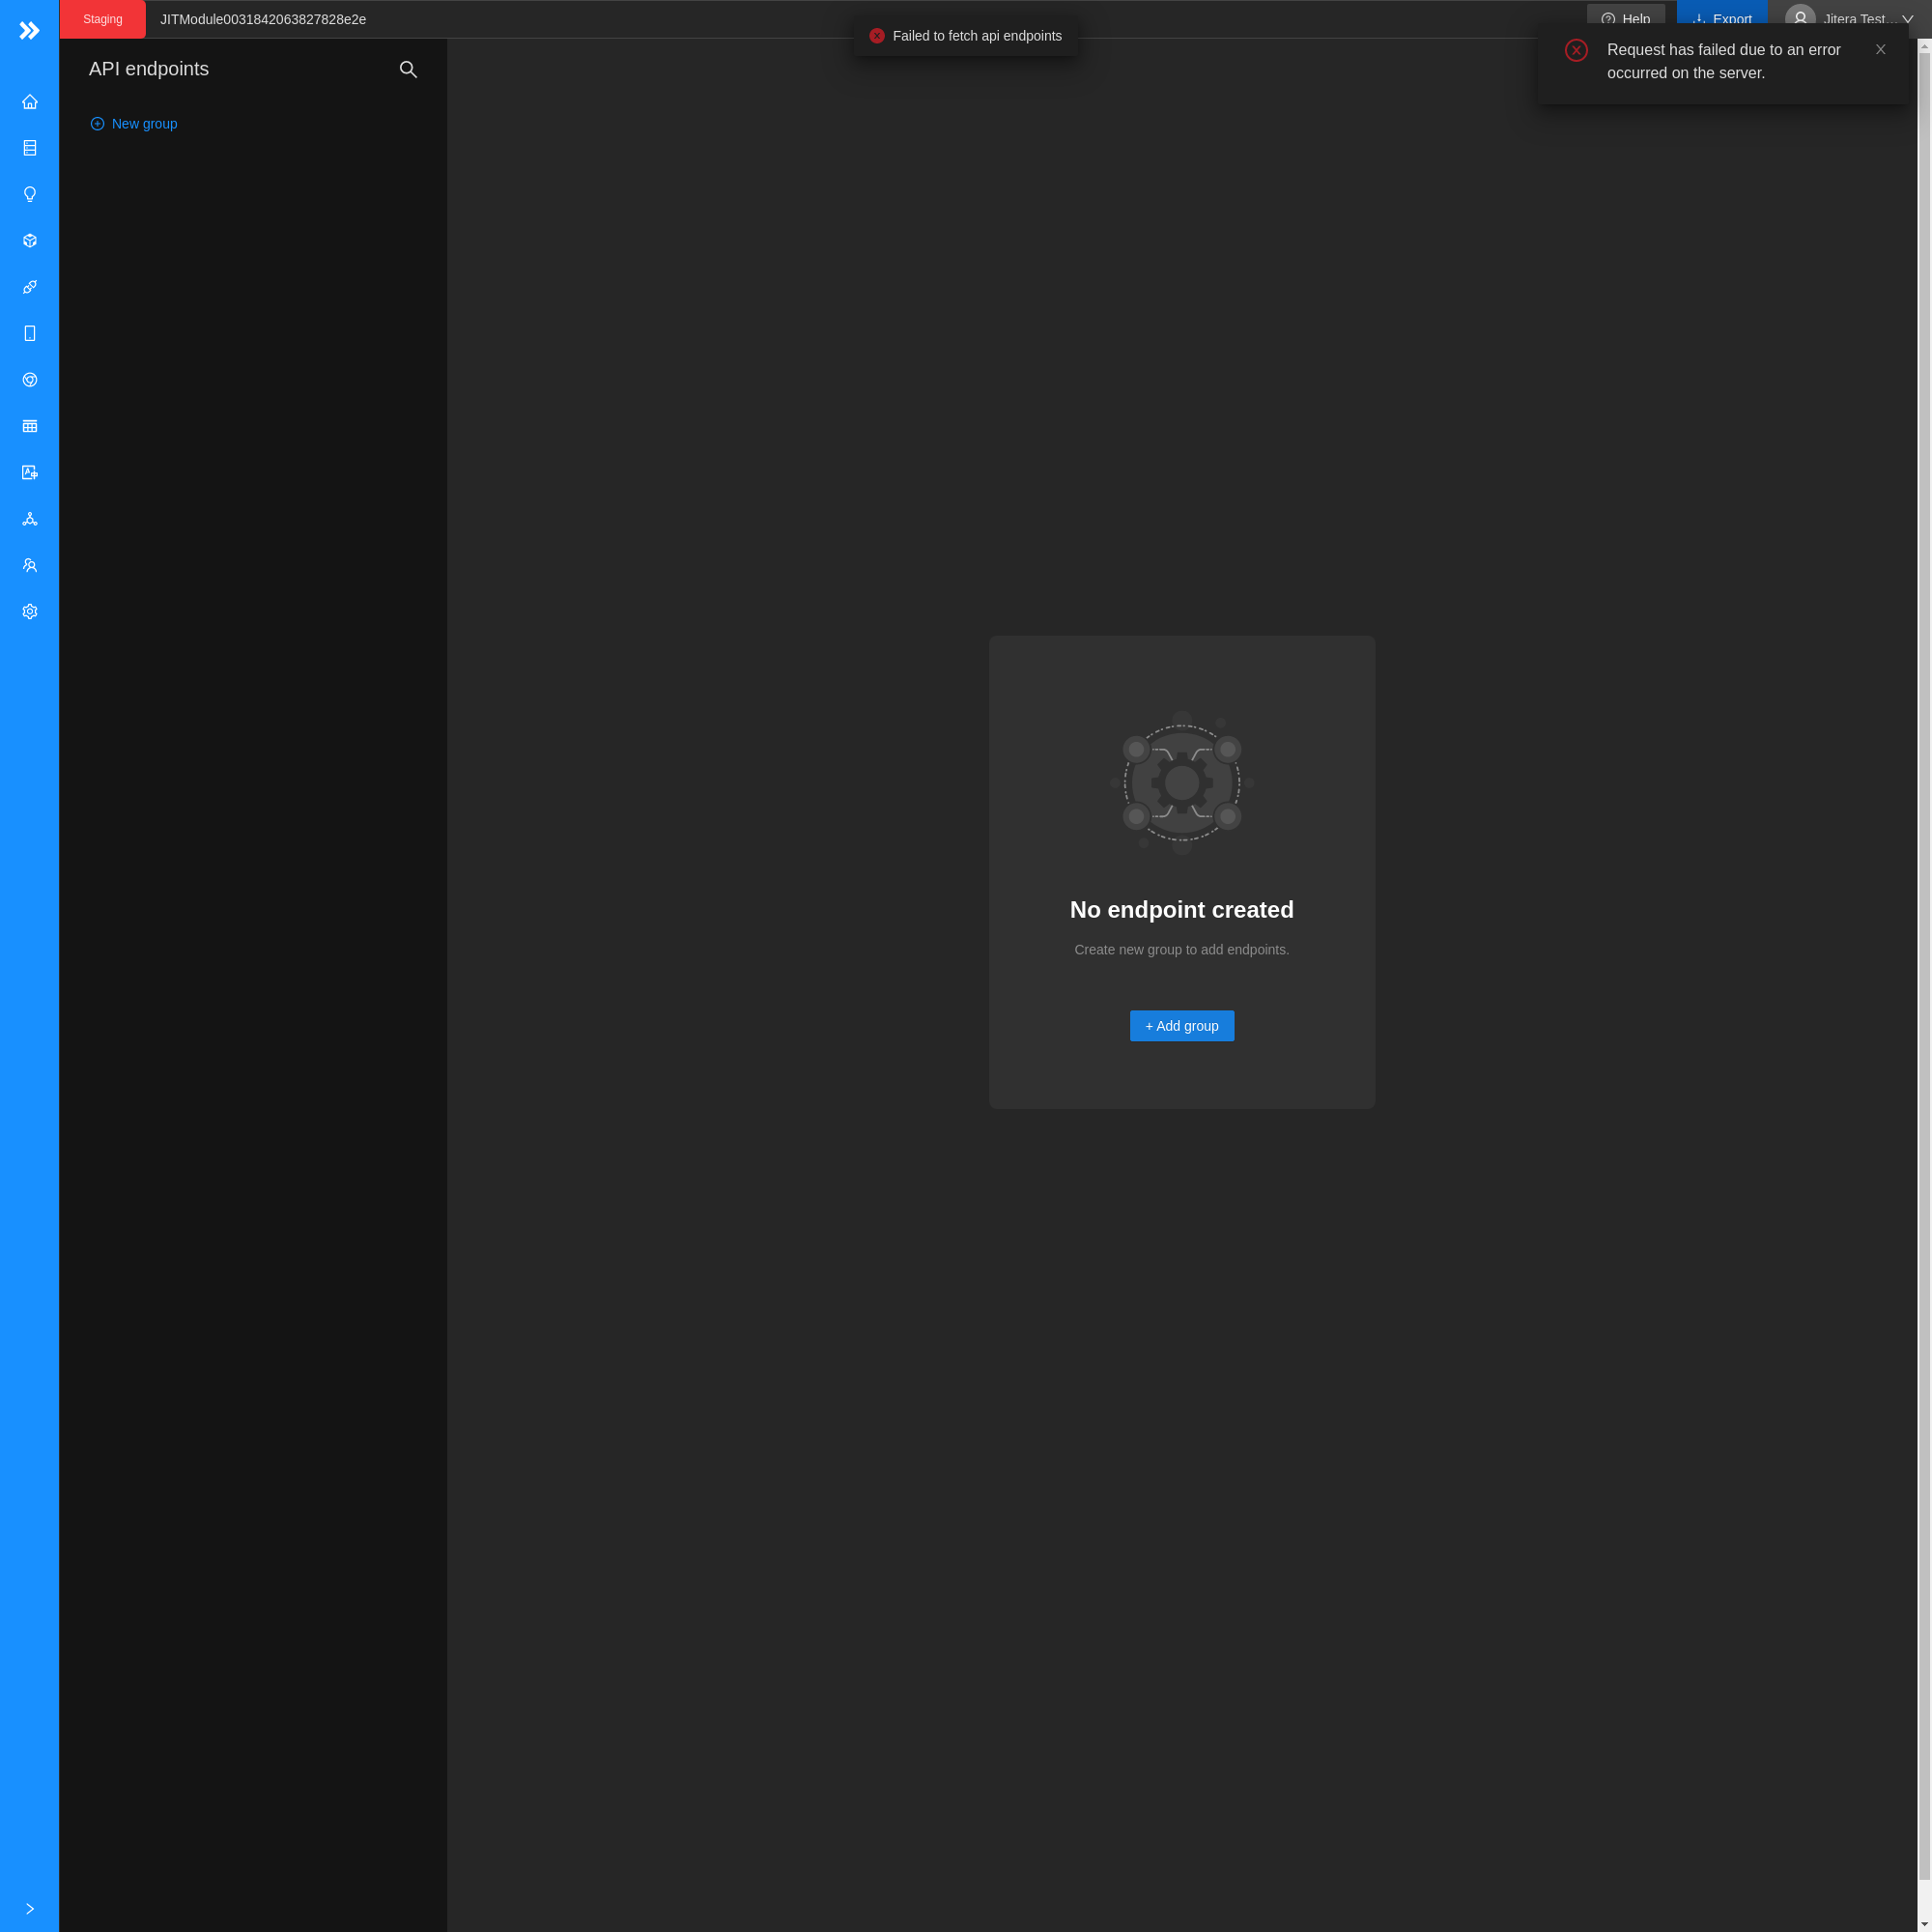 Staging
JITModule0031842063827828e2e
Failed to fetch api endpoints
Help
Export
Jitera Test...
Request has failed due to an error
occurred on the server.
API endpoints
New group
No endpoint created
Create new group to add endpoints.
+ Add group